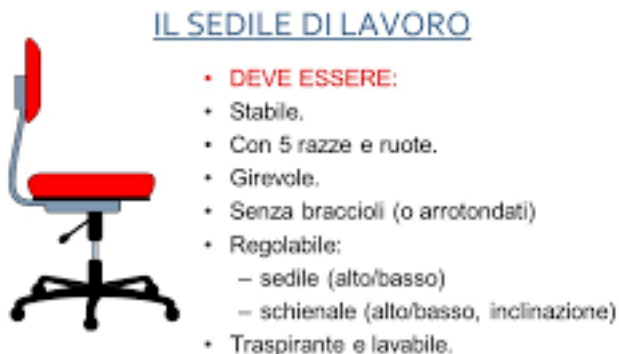 IL SEDILE DI LAVORO
• DEVE ESSERE:
• Stabile.
• Con 5 razze e ruote.
• Girevole.
• Senza braccioli (o arrotondati)
• Regolabile:
– sedile (alto/basso)
– schienale (alto/basso, inclinazione)
• Traspirante e lavabile.